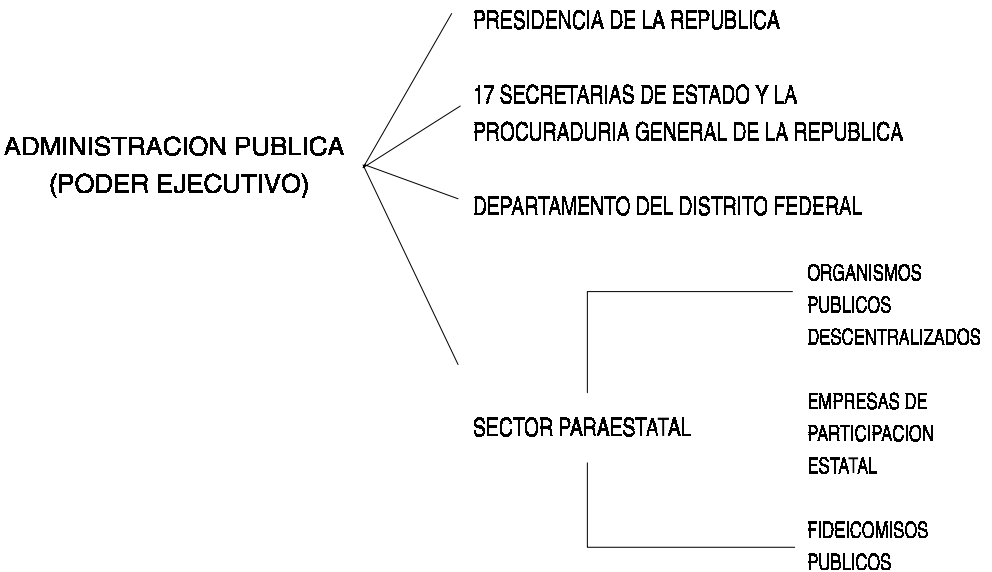 PRESIDENCIA DE LA REPUBLICA
17 SECRETARIAS DE ESTADO Y LA
PROCURADURIA GENERAL DE LA REPUBLICA
ADMINISTRACION PUBLICA
(PODER EJECUTIVO)
DEPARTAMENTO DEL DISTRITO FEDERAL
ORGANISMOS
PUBLICOS
DESCENTRALIZADOS
SECTOR PARAESTATAL
EMPRESAS DE
PARTICIPACION
ESTATAL
FIDEICOMISOS
PUBLICOS